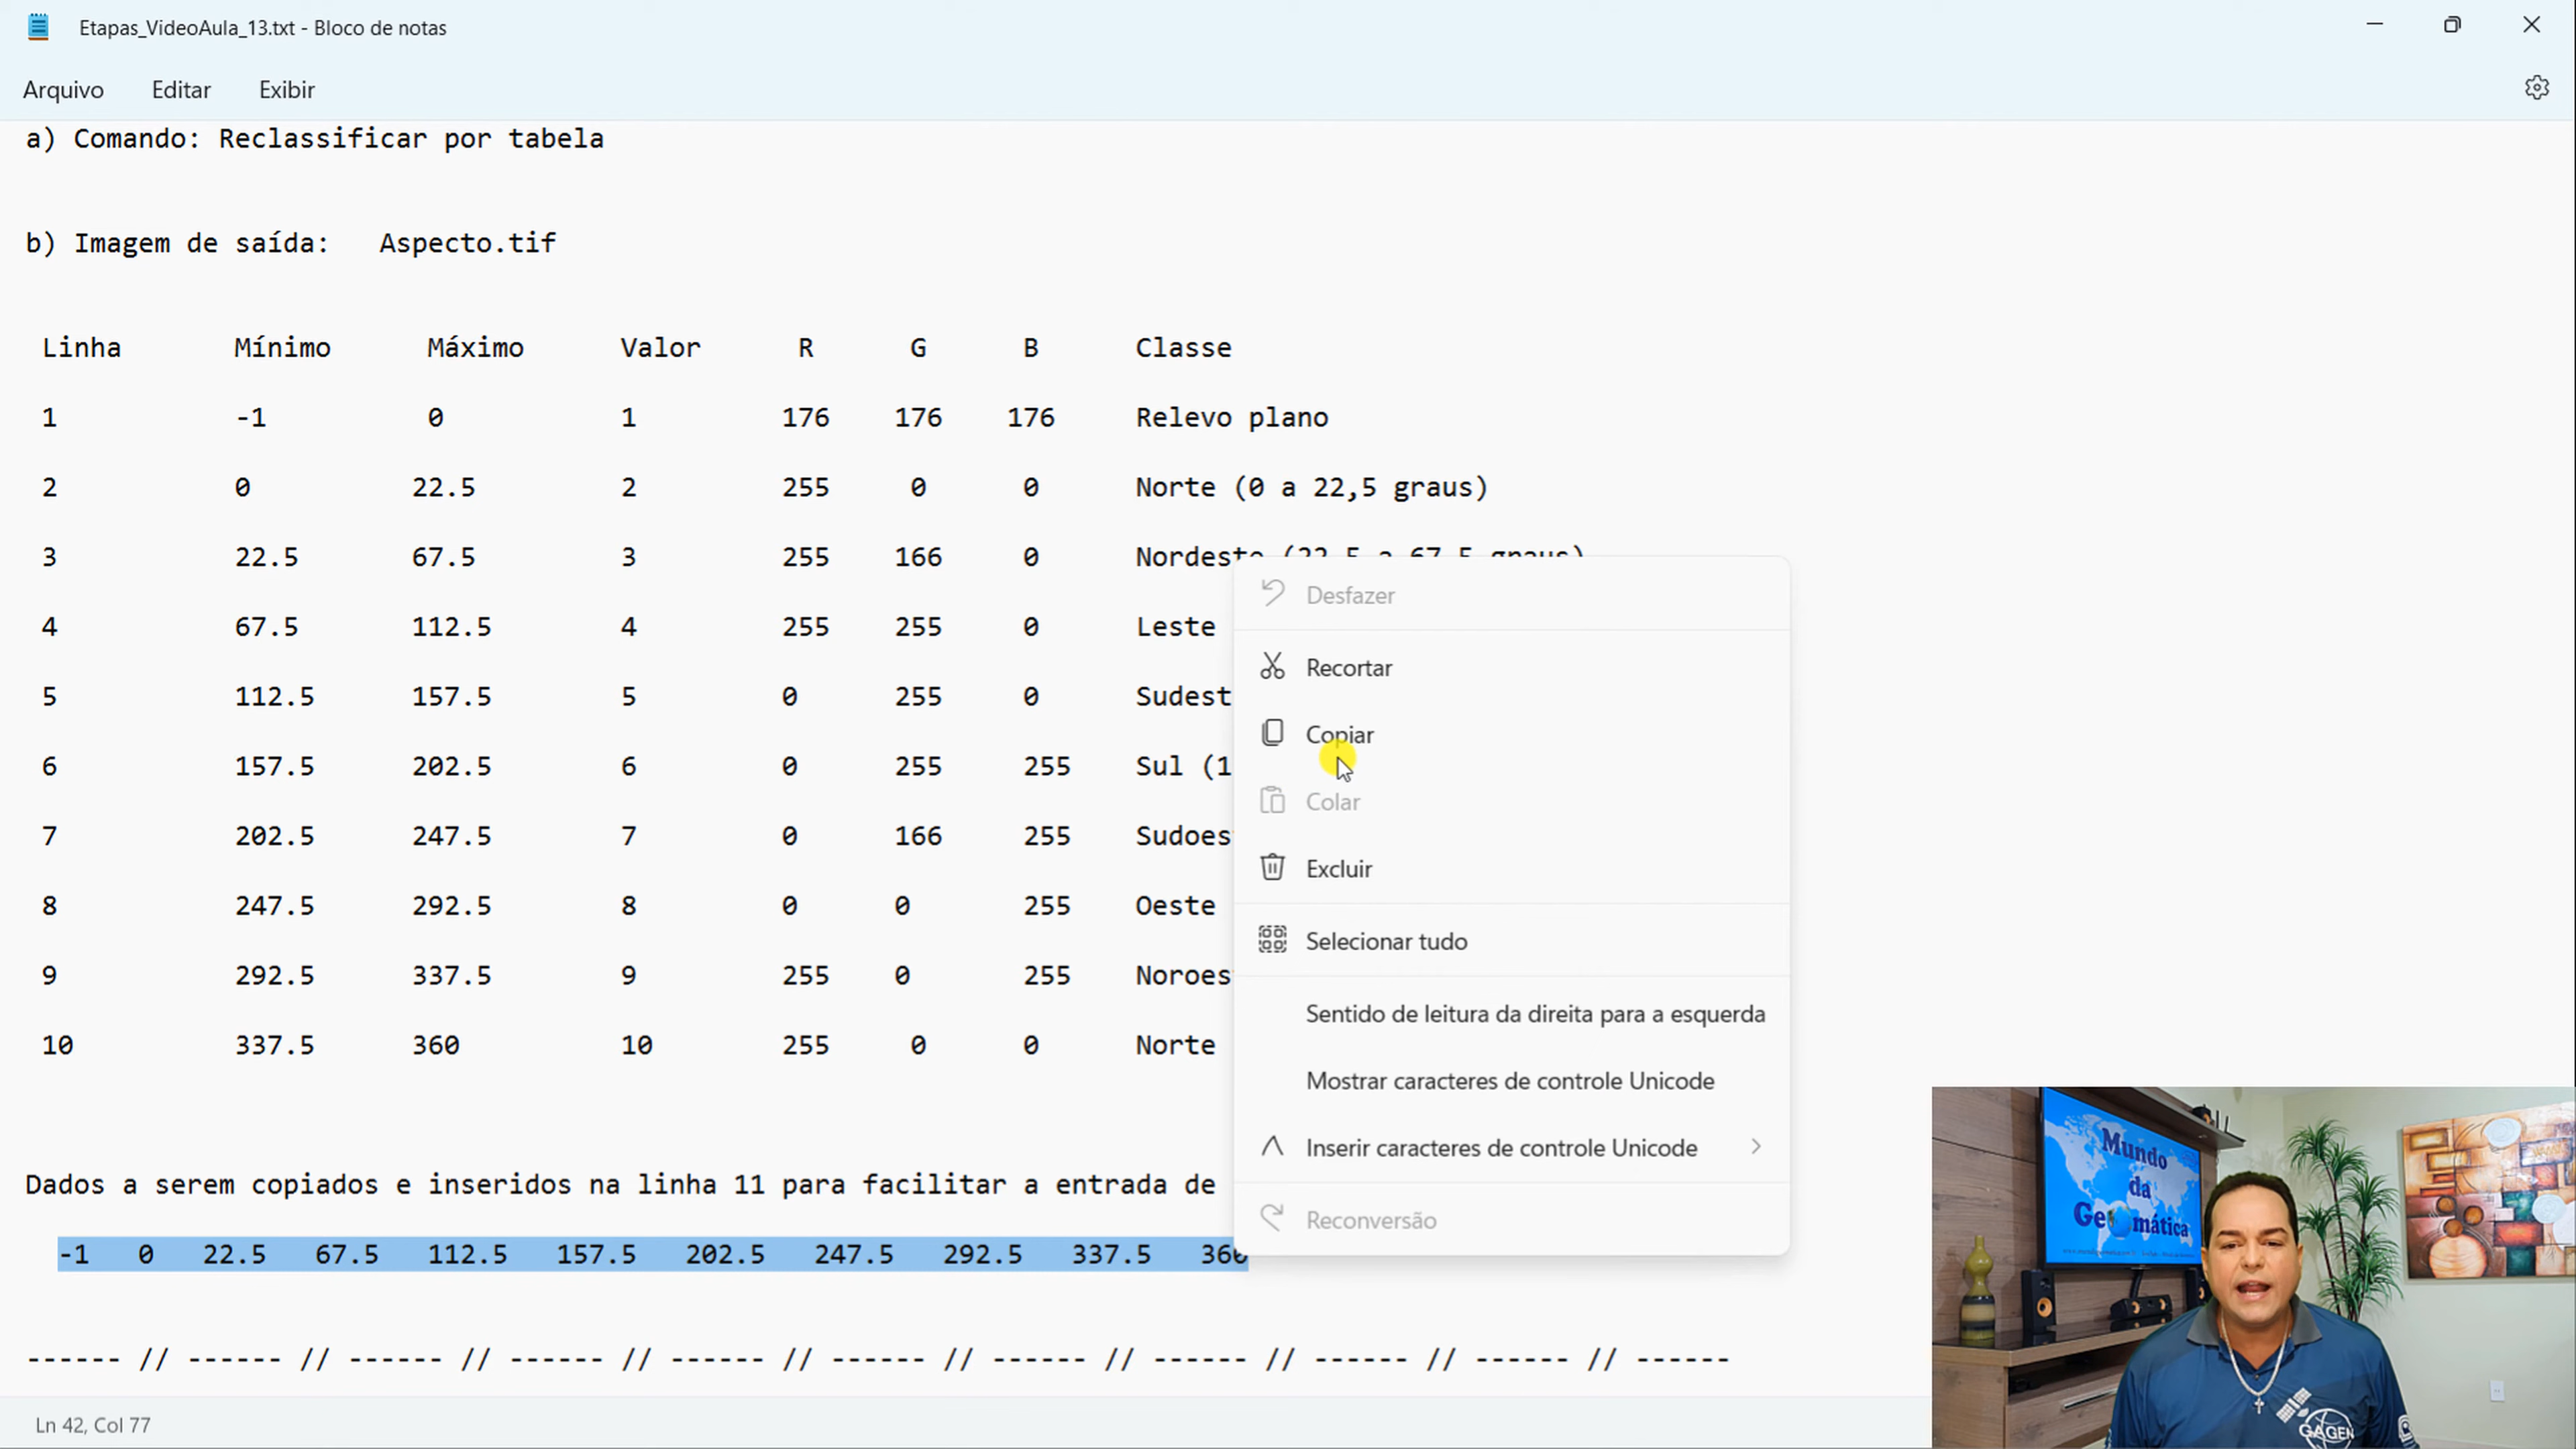 Etapas_VideoAula_13.txt - Bloco de notas
Arquivo Editar Exibir
a) Comando: Reclassificar por tabela
b) Imagem de saída: Aspecto.tif
Linha Mínimo Máximo Valor R G B Classe
1 -1 0 1 176 176 176 Relevo plano
2 0 22.5 2 255 0 0 Norte (0 a 22,5 graus)
3 22.5 67.5 3 255 166 0 Nordeste (22,5 a 67,5 graus)
4 67.5 112.5 4 255 255 0 Leste
5 112.5 157.5 5 0 255 0 Sudest
6 157.5 202.5 6 0 255 255 Sul (1
7 202.5 247.5 7 0 166 255 Sudoes
8 247.5 292.5 8 0 0 255 Oeste
9 292.5 337.5 9 255 0 255 Noroes
10 337.5 360 10 255 0 0 Norte
Dados a serem copiados e inseridos na linha 11 para facilitar a entrada de
-1 0 22.5 67.5 112.5 157.5 202.5 247.5 292.5 337.5 360
------ // ------ // ------ // ------ // ------ // ------ // ------ // ------ // ------ // ------ // ------
Ln 42, Col 77
Desfazer
Recortar
Copiar
Colar
Excluir
Selecionar tudo
Sentido de leitura da direita para a esquerda
Mostrar caracteres de controle Unicode
Inserir caracteres de controle Unicode
Reconversão
Mundo
da
Geomática
GAGEN